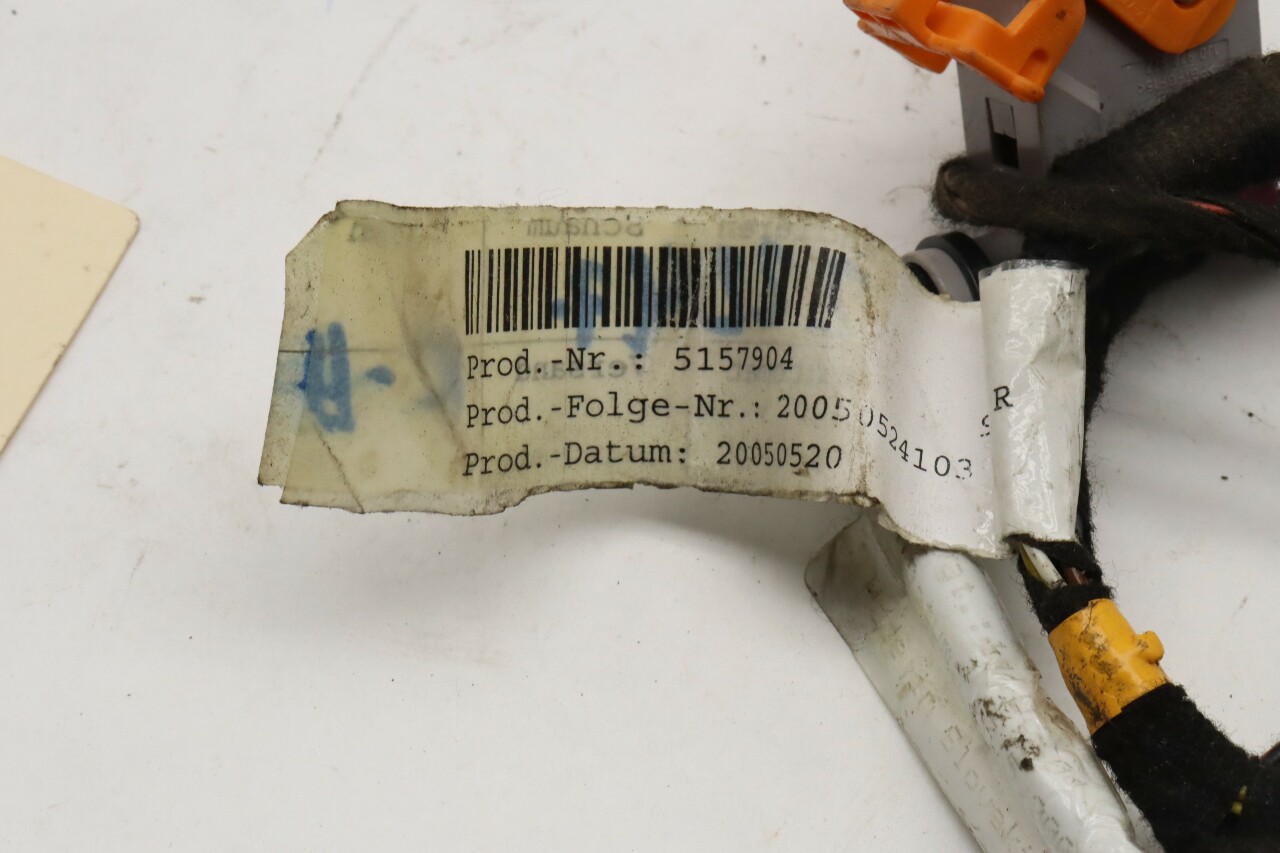 Prod.-Nr.: 5157904
Prod.-Folge-Nr.: 20050524103
Prod.-Datum: 20050520
R